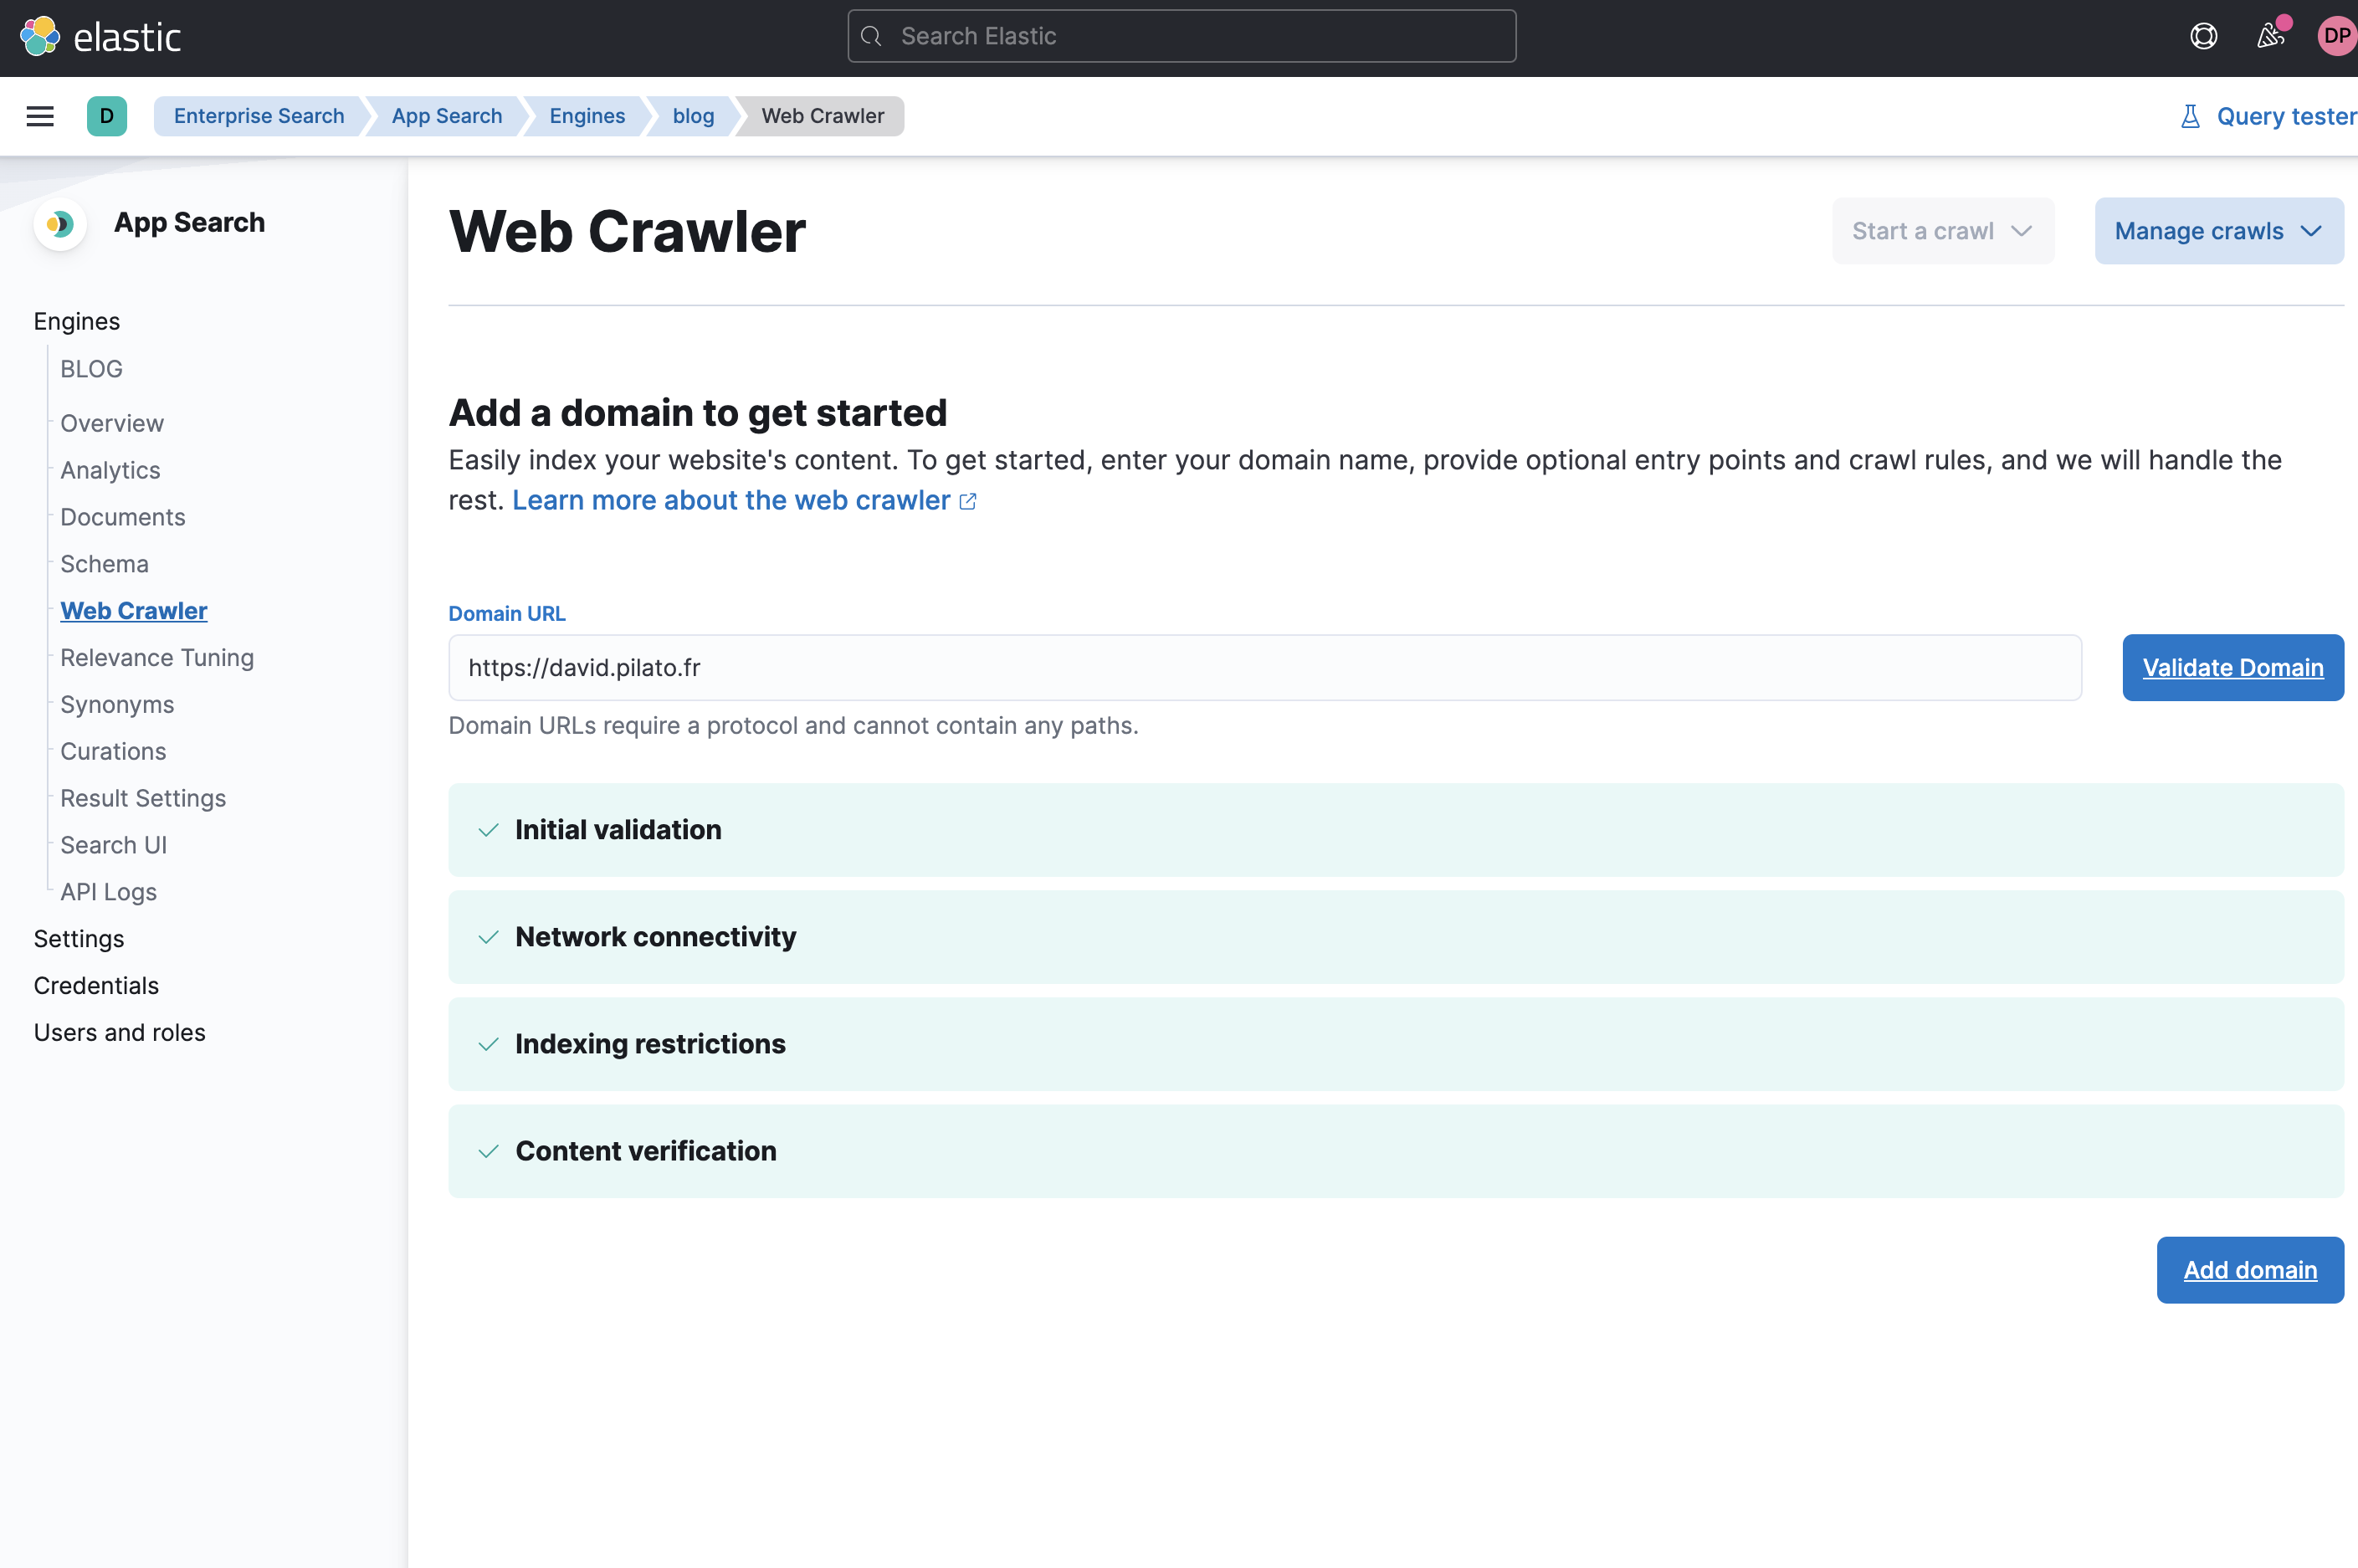 elastic
Search Elastic
DP
D
Enterprise Search
App Search
Engines
blog
Web Crawler
Query tester
App Search
Engines
BLOG
Overview
Analytics
Documents
Schema
Web Crawler
Relevance Tuning
Synonyms
Curations
Result Settings
Search UI
API Logs
Settings
Credentials
Users and roles
Web Crawler
Start a crawl
Manage crawls
Add a domain to get started
Easily index your website's content. To get started, enter your domain name, provide optional entry points and crawl rules, and we will handle the
rest. Learn more about the web crawler
Domain URL
https://david.pilato.fr
Validate Domain
Domain URLs require a protocol and cannot contain any paths.
Initial validation
Network connectivity
Indexing restrictions
Content verification
Add domain